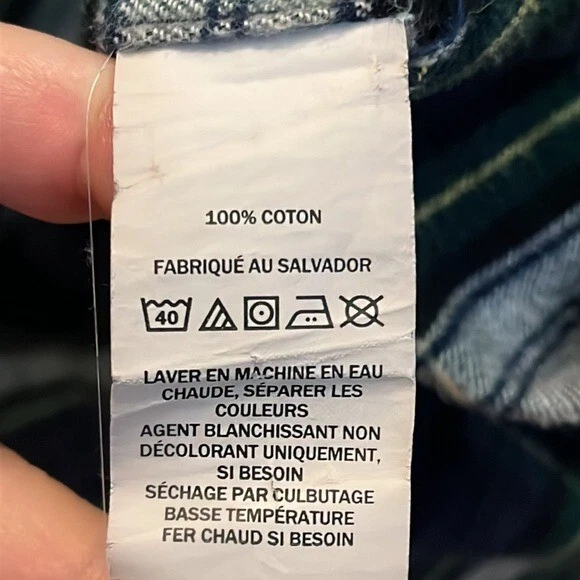 100% COTON
FABRIQUÉ AU SALVADOR
40
LAVER EN MACHINE EN EAU
CHAUDE, SÉPARER LES
COULEURS
AGENT BLANCHISSANT NON
DÉCOLORANT UNIQUEMENT,
SI BESOIN
SÉCHAGE PAR CULBUTAGE
BASSE TEMPÉRATURE
FER CHAUD SI BESOIN